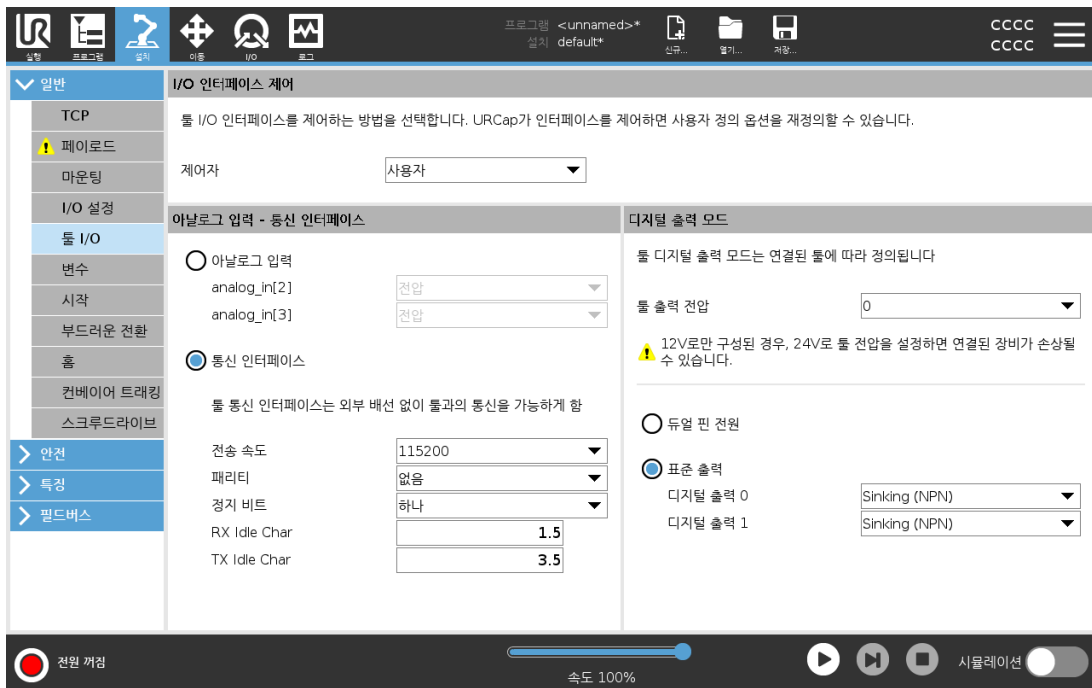 UR
실행
프로그램
설치
이동
I/O
로그
프로그램 <unnamed>*
설치 default*
신규...
열기...
저장...
CCCC
CCCC
일반
TCP
페이로드
마운팅
I/O 설정
툴 I/O
변수
시작
부드러운 전환
홈
컨베이어 트래킹
스크루드라이브
안전
특징
필드버스
I/O 인터페이스 제어
툴 I/O 인터페이스를 제어하는 방법을 선택합니다. URCap가 인터페이스를 제어하면 사용자 정의 옵션을 재정의할 수 있습니다.
제어자 사용자
아날로그 입력 - 통신 인터페이스
아날로그 입력
analog_in[2] 전압
analog_in[3] 전압
통신 인터페이스
툴 통신 인터페이스는 외부 배선 없이 툴과의 통신을 가능하게 함
전송 속도 115200
패리티 없음
정지 비트 하나
RX Idle Char 1.5
TX Idle Char 3.5
디지털 출력 모드
툴 디지털 출력 모드는 연결된 툴에 따라 정의됩니다
툴 출력 전압 0
12V로만 구성된 경우, 24V로 툴 전압을 설정하면 연결된 장비가 손상될
수 있습니다.
듀얼 핀 전원
표준 출력
디지털 출력 0 Sinking (NPN)
디지털 출력 1 Sinking (NPN)
전원 꺼짐
속도 100%
시뮬레이션